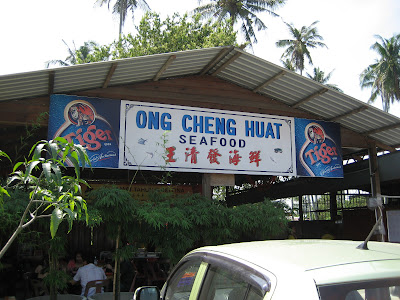 ONG CHENG HUAT
SEAFOOD
王清發海鮮
Tiger
Tiger